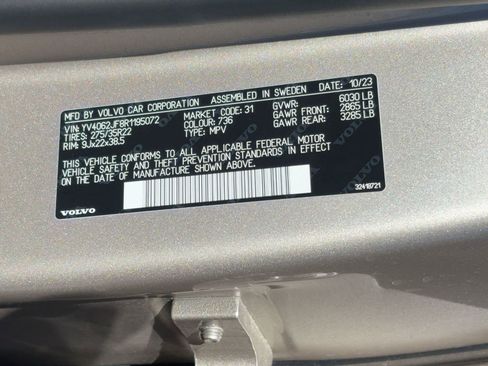 MFD BY VOLVO CAR CORPORATION ASSEMBLED IN SWEDEN DATE: 10/23
VIN: YV4062JF8R1195072 MARKET CODE: 31 GVWR: 6030 LB
TIRES: 275/35R22 COLOUR: 736 GAWR FRONT: 2865 LB
RIM: 9Jx22x38.5 TYPE: MPV GAWR REAR: 3285 LB
THIS VEHICLE CONFORMS TO ALL APPLICABLE FEDERAL MOTOR
VEHICLE SAFETY AND THEFT PREVENTION STANDARDS IN EFFECT
ON THE DATE OF MANUFACTURE SHOWN ABOVE.
VOLVO 32418721